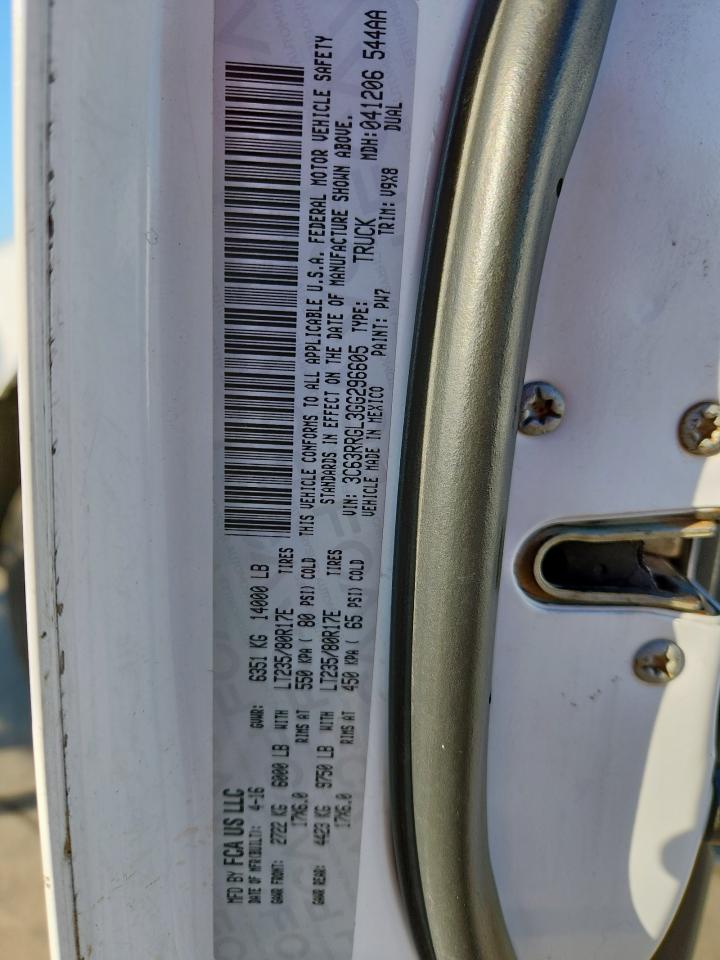 MFD BY FCA US LLC
DATE OF MFR(BUILT): 4-16 GVWR: 6351 KG 14000 LB
GAWR FRONT: 2722 KG 6000 LB WITH LT235/80R17E TIRES
17X6.0 RIMS AT 550 KPA ( 80 PSI) COLD
GAWR REAR: 4423 KG 9750 LB WITH LT235/80R17E TIRES
17X6.0 RIMS AT 450 KPA ( 65 PSI) COLD
THIS VEHICLE CONFORMS TO ALL APPLICABLE U.S.A. FEDERAL MOTOR VEHICLE SAFETY
STANDARDS IN EFFECT ON THE DATE OF MANUFACTURE SHOWN ABOVE.
VIN: 3C63RRGL3GG296605 TYPE: TRUCK MDH: 041206 544AA
VEHICLE MADE IN MEXICO PAINT: PW7 TRIM: V9X8 DUAL